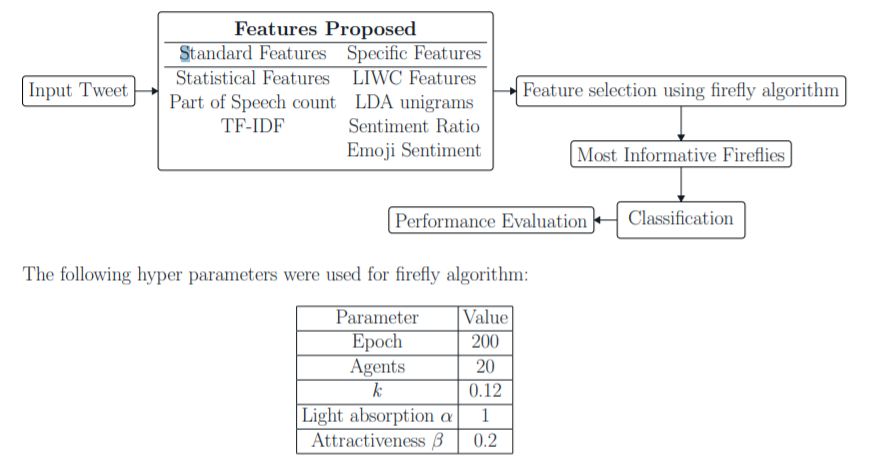 Features Proposed
Standard Features Specific Features
Statistical Features LIWC Features
Part of Speech count LDA unigrams
TF-IDF Sentiment Ratio
Emoji Sentiment
Input Tweet
Feature selection using firefly algorithm
Most Informative Fireflies
Classification
Performance Evaluation
The following hyper parameters were used for firefly algorithm:
Parameter Value
Epoch 200
Agents 20
k 0.12
Light absorption α 1
Attractiveness β 0.2